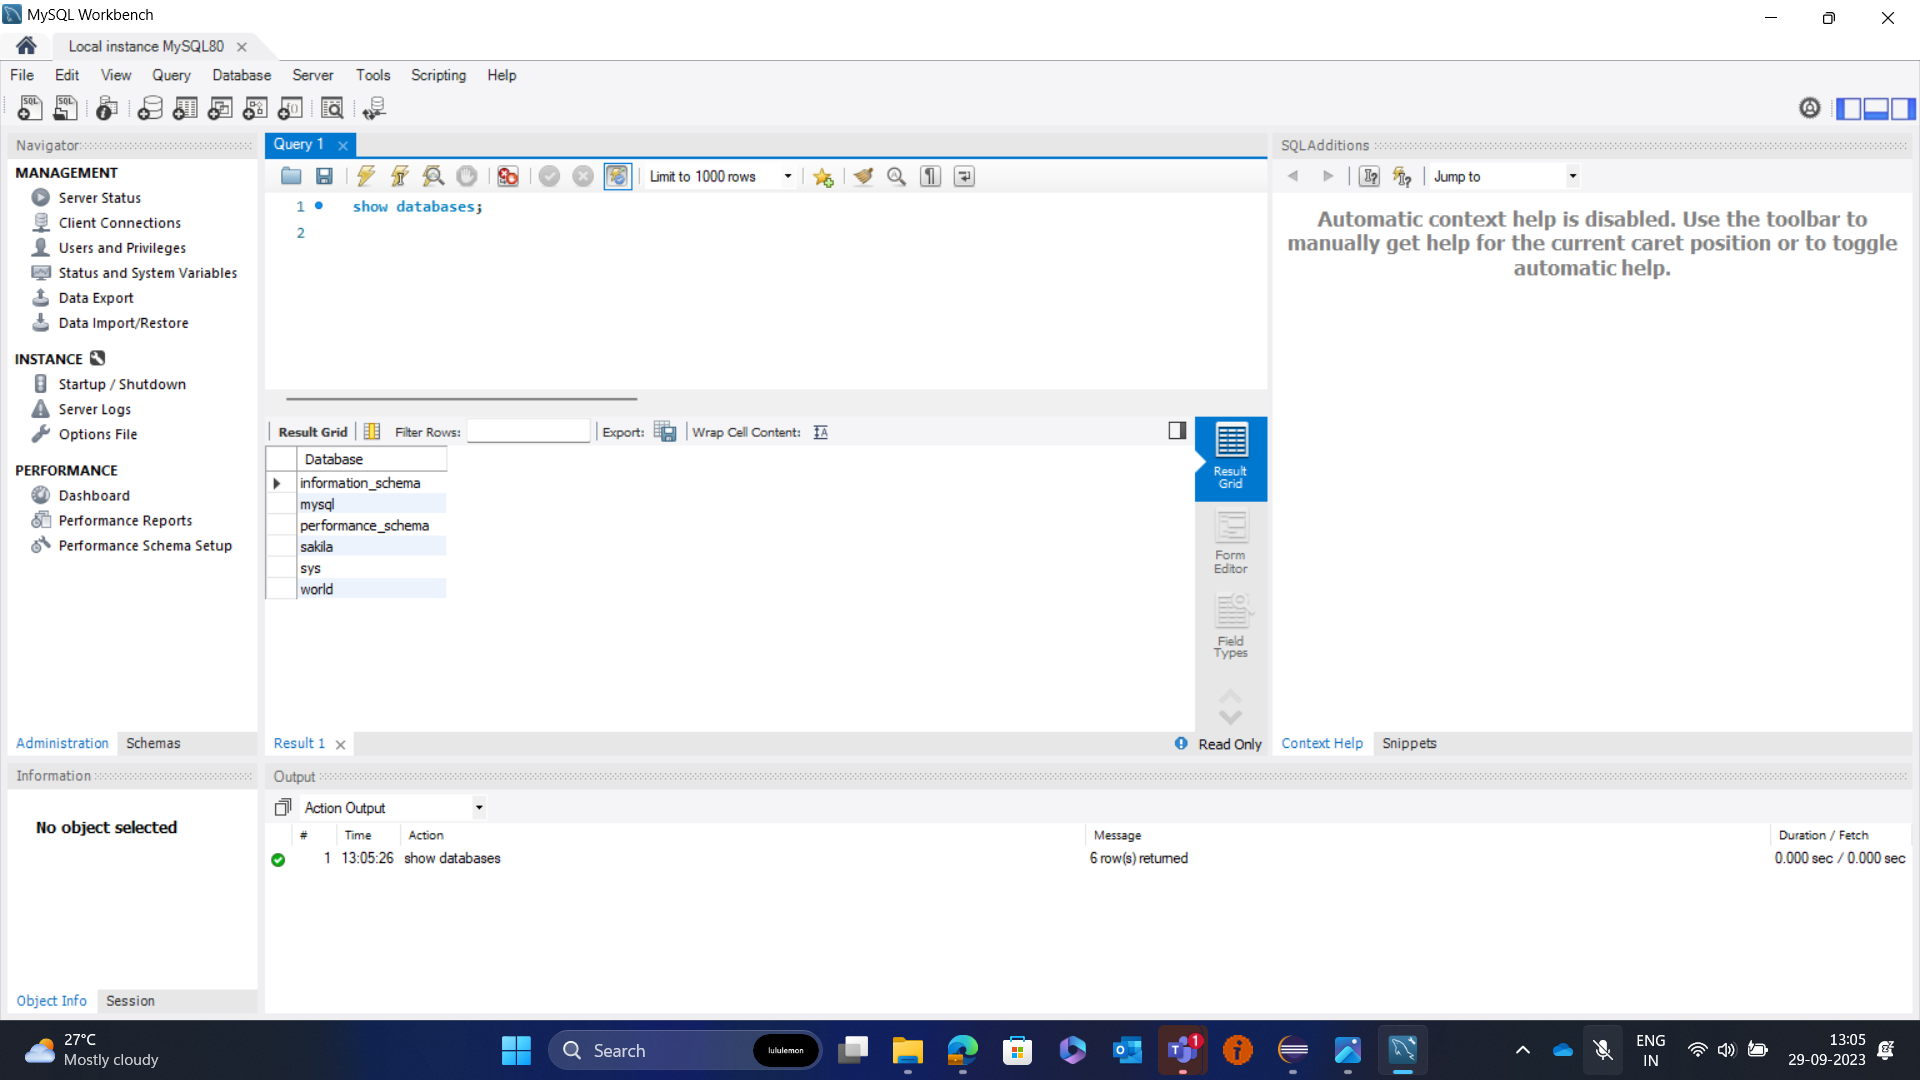 MySQL Workbench
Local instance MySQL80
File Edit View Query Database Server Tools Scripting Help
Navigator
MANAGEMENT
Server Status
Client Connections
Users and Privileges
Status and System Variables
Data Export
Data Import/Restore
INSTANCE
Startup / Shutdown
Server Logs
Options File
PERFORMANCE
Dashboard
Performance Reports
Performance Schema Setup
Administration Schemas
Query 1
Limit to 1000 rows
1 show databases;
2
Result Grid Filter Rows: Export: Wrap Cell Content:
Database
information_schema
mysql
performance_schema
sakila
sys
world
Result Grid
Form Editor
Field Types
Result 1
Read Only
SQLAdditions
Jump to
Automatic context help is disabled. Use the toolbar to
manually get help for the current caret position or to toggle
automatic help.
Context Help Snippets
Information
No object selected
Object Info Session
Output
Action Output
# Time Action Message Duration / Fetch
1 13:05:26 show databases 6 row(s) returned 0.000 sec / 0.000 sec
27°C
Mostly cloudy
Search
lululemon
1
ENG
IN
13:05
29-09-2023